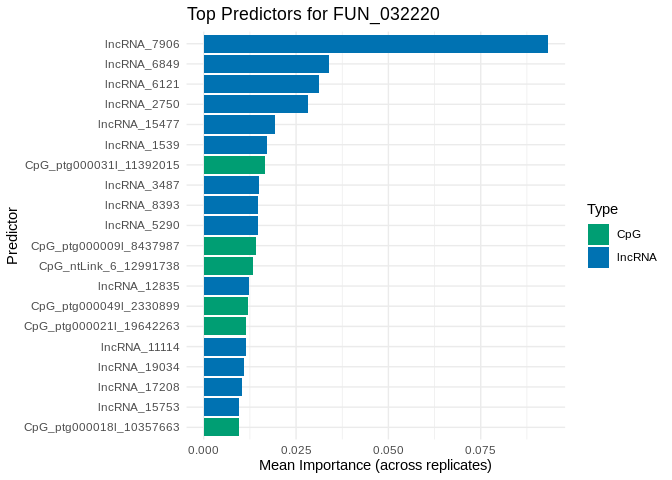 Top Predictors for FUN_032220
Predictor
lncRNA_7906
lncRNA_6849
lncRNA_6121
lncRNA_2750
lncRNA_15477
lncRNA_1539
CpG_ptg000031l_11392015
lncRNA_3487
lncRNA_8393
lncRNA_5290
CpG_ptg000009l_8437987
CpG_ntLink_6_12991738
lncRNA_12835
CpG_ptg000049l_2330899
CpG_ptg000021l_19642263
lncRNA_11114
lncRNA_19034
lncRNA_17208
lncRNA_15753
CpG_ptg000018l_10357663
0.000 0.025 0.050 0.075
Mean Importance (across replicates)
Type
CpG
lncRNA